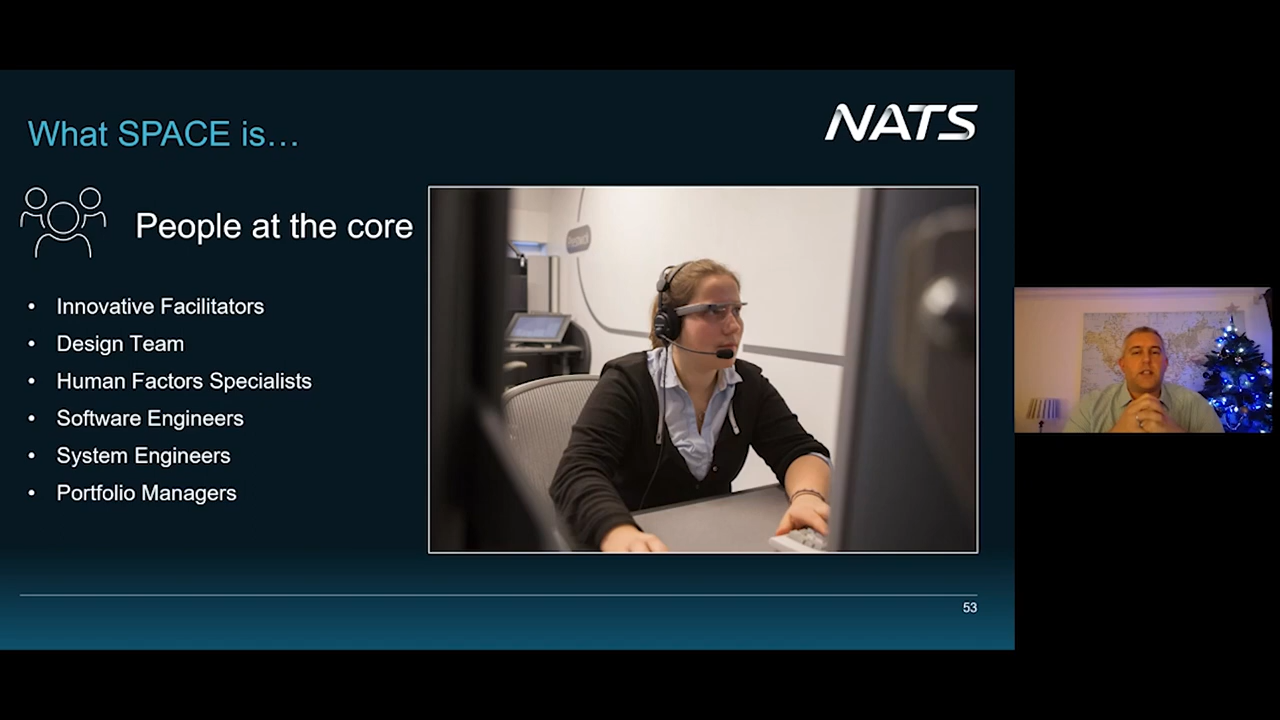 What SPACE is…
NATS
People at the core
• Innovative Facilitators
• Design Team
• Human Factors Specialists
• Software Engineers
• System Engineers
• Portfolio Managers
53